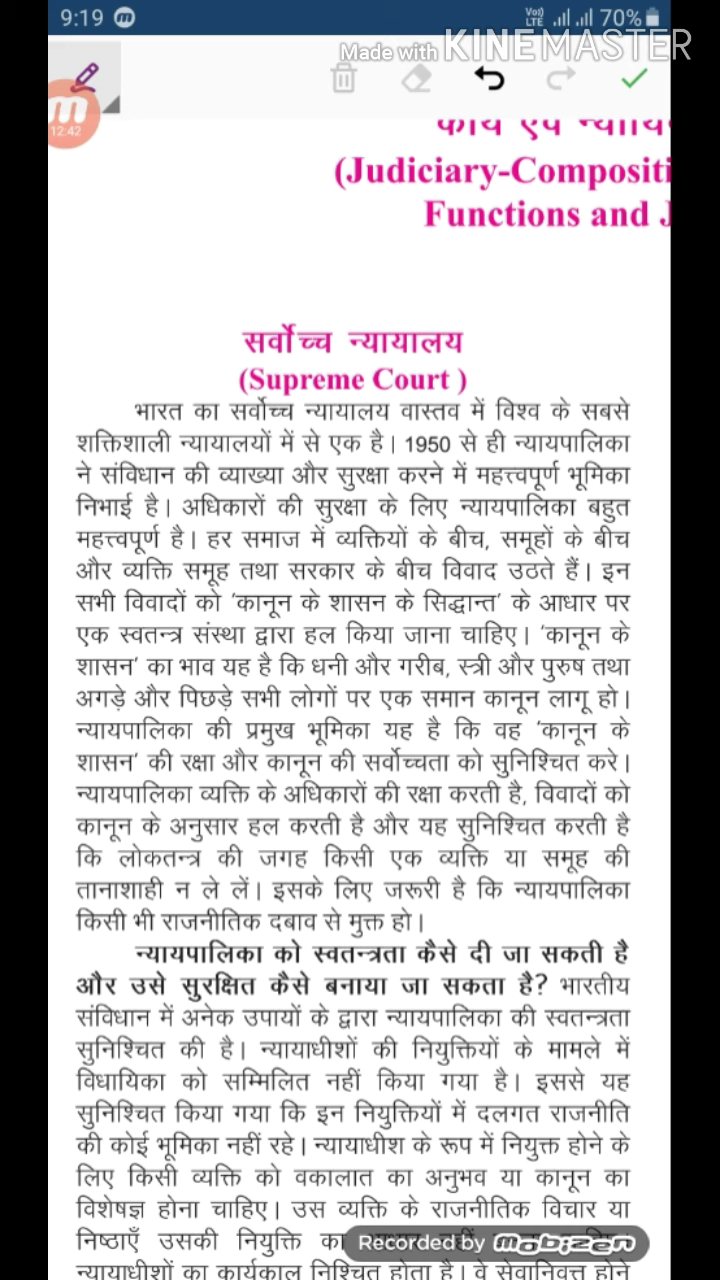 9:19
Vo)) LTE
70%
Made with KINEMASTER
12:42
(Judiciary-Compositi
Functions and J
सर्वोच्च न्यायालय
(Supreme Court )
भारत का सर्वोच्च न्यायालय वास्तव में विश्व के सबसे
शक्तिशाली न्यायालयों में से एक है। 1950 से ही न्यायपालिका
ने संविधान की व्याख्या और सुरक्षा करने में महत्त्वपूर्ण भूमिका
निभाई है। अधिकारों की सुरक्षा के लिए न्यायपालिका बहुत
महत्त्वपूर्ण है। हर समाज में व्यक्तियों के बीच, समूहों के बीच
और व्यक्ति समूह तथा सरकार के बीच विवाद उठते हैं। इन
सभी विवादों को ‘कानून के शासन के सिद्धान्त’ के आधार पर
एक स्वतन्त्र संस्था द्वारा हल किया जाना चाहिए। ‘कानून के
शासन’ का भाव यह है कि धनी और गरीब, स्त्री और पुरुष तथा
अगड़े और पिछड़े सभी लोगों पर एक समान कानून लागू हो।
न्यायपालिका की प्रमुख भूमिका यह है कि वह ‘कानून के
शासन’ की रक्षा और कानून की सर्वोच्चता को सुनिश्चित करे।
न्यायपालिका व्यक्ति के अधिकारों की रक्षा करती है, विवादों को
कानून के अनुसार हल करती है और यह सुनिश्चित करती है
कि लोकतन्त्र की जगह किसी एक व्यक्ति या समूह की
तानाशाही न ले लें। इसके लिए जरूरी है कि न्यायपालिका
किसी भी राजनीतिक दबाव से मुक्त हो।
न्यायपालिका को स्वतन्त्रता कैसे दी जा सकती है
और उसे सुरक्षित कैसे बनाया जा सकता है? भारतीय
संविधान में अनेक उपायों के द्वारा न्यायपालिका की स्वतन्त्रता
सुनिश्चित की है। न्यायाधीशों की नियुक्तियों के मामले में
विधायिका को सम्मिलित नहीं किया गया है। इससे यह
सुनिश्चित किया गया कि इन नियुक्तियों में दलगत राजनीति
की कोई भूमिका नहीं रहे। न्यायाधीश के रूप में नियुक्त होने के
लिए किसी व्यक्ति को वकालात का अनुभव या कानून का
विशेषज्ञ होना चाहिए। उस व्यक्ति के राजनीतिक विचार या
निष्ठाएँ उसकी नियुक्ति का
Recorded by mobizen
न्यायाधीशों का कार्यकाल निश्चित होता है। वे सेवानिवृत्त होने